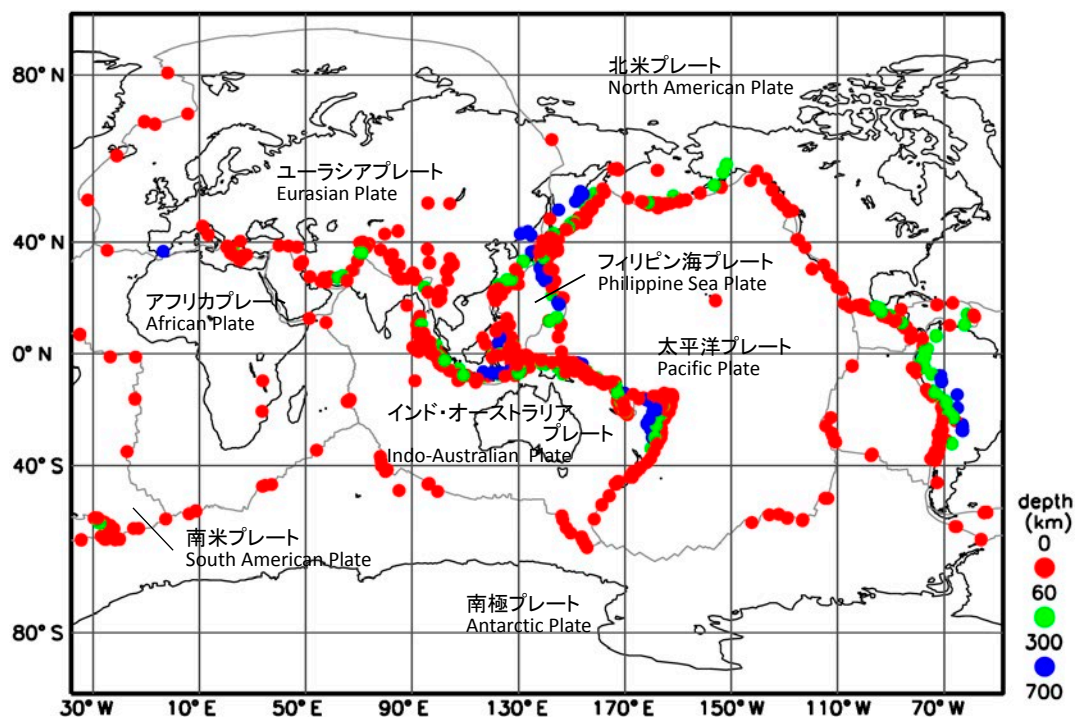 80° N
40° N
0° N
40° S
80° S
北米プレート
North American Plate
ユーラシアプレート
Eurasian Plate
フィリピン海プレート
Philippine Sea Plate
アフリカプレート
African Plate
太平洋プレート
Pacific Plate
インド・オーストラリア
プレート
Indo-Australian Plate
南米プレート
South American Plate
南極プレート
Antarctic Plate
depth
(km)
0
60
300
700
30° W 10° E 50° E 90° E 130° E 170° E 150° W 110° W 70° W